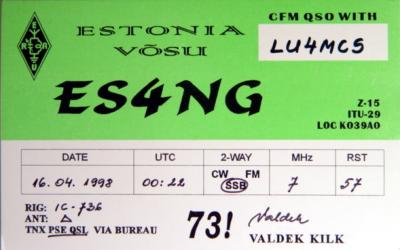 ESTONIA
VÕSU
CFM QSO WITH
LU4MCS
E
R A
U
ES4NG
Z-15
ITU-29
LOC KO39AO
DATE UTC 2-WAY MHz RST
16.04.1998 00:22 CW FM SSB 7 57
RIG: IC-736
ANT: Δ
TNX PSE QSL VIA BUREAU
73!
Valdek
VALDEK KILK